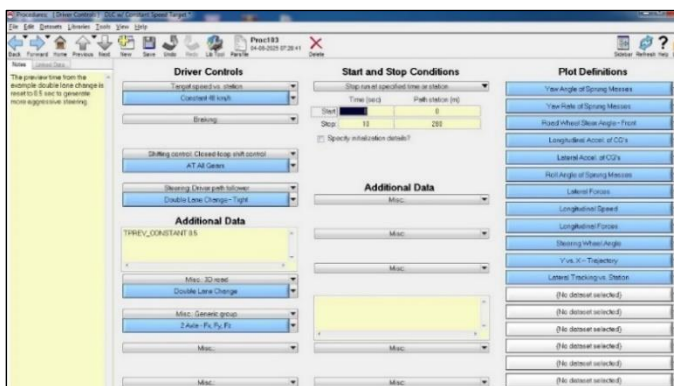 Procedures { Driver Controls } DLC w/ Constant Speed Target *
File Edit Datasets Libraries Tools View Help
Back Forward Home Previous Next New Save Undo Redo Lib Tool Parsfile
Proc183
04-08-2025 07:28:41
Delete Sidebar Refresh Help
Notes Linked Data
The preview time from the
example double lane change is
reset to 0.5 sec to generate
more aggressive steering.
Driver Controls
Target speed vs. station
Constant 48 km/h
Braking:
Shifting control: Closed-loop shift control
AT All Gears
Steering: Driver path follower
Double Lane Change - Tight
Additional Data
TPREV_CONSTANT 0.5
Misc.: 3D road
Double Lane Change
Misc.: Generic group
2 Axle - Fx, Fy, Fz
Misc.:
Misc.:
Start and Stop Conditions
Stop run at specified time or station
Time (sec) Path station (m)
Start 0
Stop 10 260
Specify initialization details?
Additional Data
Misc.:
Misc.:
Misc.:
Misc.:
Misc.:
Plot Definitions
Yaw Angle of Sprung Masses
Yaw Rate of Sprung Masses
Road Wheel Steer Angle - Front
Longitudinal Accel. of CG's
Lateral Accel. of CG's
Roll Angle of Sprung Masses
Lateral Forces
Longitudinal Speed
Longitudinal Forces
Steering Wheel Angle
Y vs. X -- Trajectory
Lateral Tracking vs. Station
(No dataset selected)
(No dataset selected)
(No dataset selected)
(No dataset selected)
(No dataset selected)
(No dataset selected)